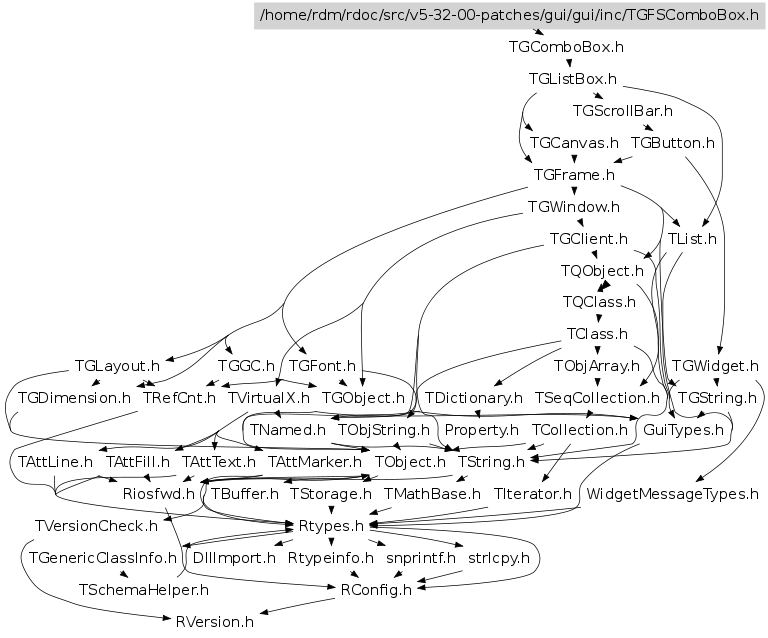 /home/rdm/rdoc/src/v5-32-00-patches/gui/gui/inc/TGFSComboBox.h
TGComboBox.h
TGListBox.h
TGScrollBar.h
TGCanvas.h TGButton.h
TGFrame.h
TGWindow.h
TGClient.h TList.h
TQObject.h
TQClass.h
TClass.h
TGLayout.h TGGC.h TGFont.h TObjArray.h TGWidget.h
TGDimension.h TRefCnt.h TVirtualX.h TGObject.h TDictionary.h TSeqCollection.h TGString.h
TNamed.h TObjString.h Property.h TCollection.h GuiTypes.h
TAttLine.h TAttFill.h TAttText.h TAttMarker.h TObject.h TString.h
Riosfwd.h TBuffer.h TStorage.h TMathBase.h TIterator.h WidgetMessageTypes.h
TVersionCheck.h Rtypes.h
TGenericClassInfo.h DllImport.h Rtypeinfo.h snprintf.h strlcpy.h
TSchemaHelper.h RConfig.h
RVersion.h